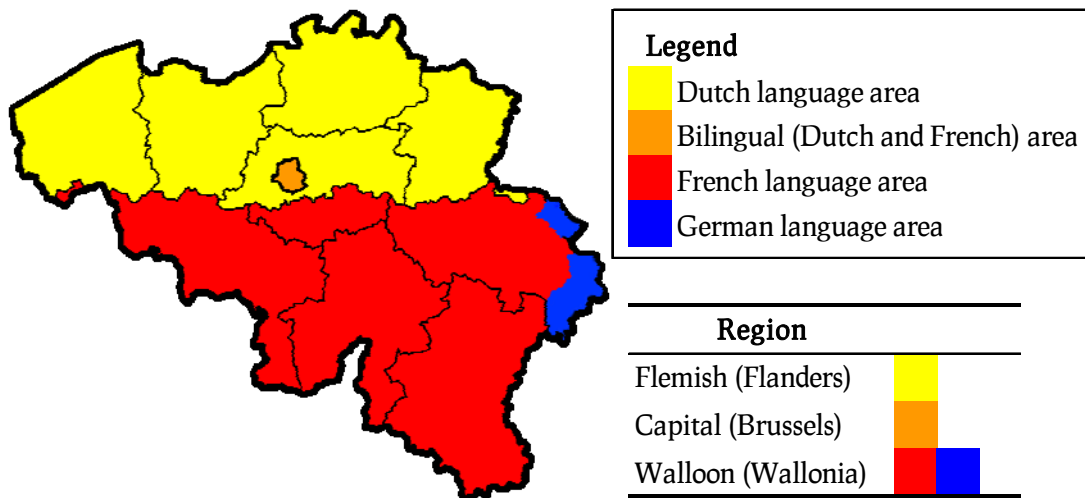 Legend
Dutch language area
Bilingual (Dutch and French) area
French language area
German language area
Region
Flemish (Flanders)
Capital (Brussels)
Walloon (Wallonia)